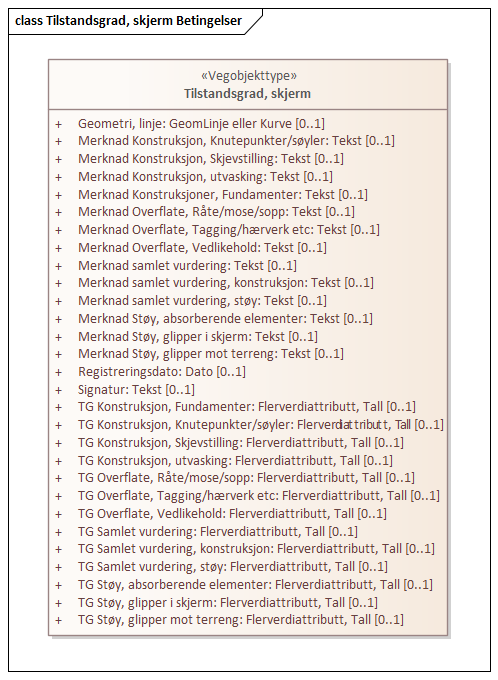 class Tilstandsgrad, skjerm Betingelser
«Vegobjekttype»
Tilstandsgrad, skjerm
+ Geometri, linje: GeomLinje eller Kurve [0..1]
+ Merknad Konstruksjon, Knutepunkter/søyler: Tekst [0..1]
+ Merknad Konstruksjon, Skjevstilling: Tekst [0..1]
+ Merknad Konstruksjon, utvasking: Tekst [0..1]
+ Merknad Konstruksjoner, Fundamenter: Tekst [0..1]
+ Merknad Overflate, Råte/mose/sopp: Tekst [0..1]
+ Merknad Overflate, Tagging/hærverk etc: Tekst [0..1]
+ Merknad Overflate, Vedlikehold: Tekst [0..1]
+ Merknad samlet vurdering: Tekst [0..1]
+ Merknad samlet vurdering, konstruksjon: Tekst [0..1]
+ Merknad samlet vurdering, støy: Tekst [0..1]
+ Merknad Støy, absorberende elementer: Tekst [0..1]
+ Merknad Støy, glipper i skjerm: Tekst [0..1]
+ Merknad Støy, glipper mot terreng: Tekst [0..1]
+ Registreringsdato: Dato [0..1]
+ Signatur: Tekst [0..1]
+ TG Konstruksjon, Fundamenter: Flerverdiattributt, Tall [0..1]
+ TG Konstruksjon, Knutepunkter/søyler: Flerverdiattributt, Tall [0..1]
+ TG Konstruksjon, Skjevstilling: Flerverdiattributt, Tall [0..1]
+ TG Konstruksjon, utvasking: Flerverdiattributt, Tall [0..1]
+ TG Overflate, Råte/mose/sopp: Flerverdiattributt, Tall [0..1]
+ TG Overflate, Tagging/hærverk etc: Flerverdiattributt, Tall [0..1]
+ TG Overflate, Vedlikehold: Flerverdiattributt, Tall [0..1]
+ TG Samlet vurdering: Flerverdiattributt, Tall [0..1]
+ TG Samlet vurdering, konstruksjon: Flerverdiattributt, Tall [0..1]
+ TG Samlet vurdering, støy: Flerverdiattributt, Tall [0..1]
+ TG Støy, absorberende elementer: Flerverdiattributt, Tall [0..1]
+ TG Støy, glipper i skjerm: Flerverdiattributt, Tall [0..1]
+ TG Støy, glipper mot terreng: Flerverdiattributt, Tall [0..1]